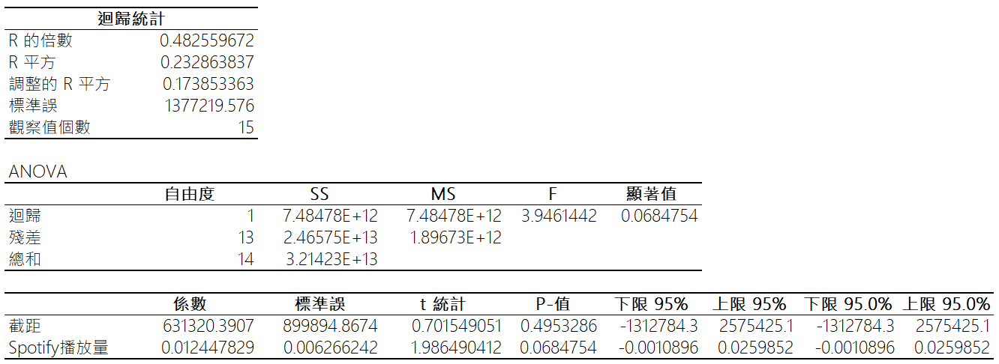 迴歸統計
R 的倍數 0.482559672
R 平方 0.232863837
調整的 R 平方 0.173853363
標準誤 1377219.576
觀察值個數 15
ANOVA
自由度 SS MS F 顯著值
迴歸 1 7.48478E+12 7.48478E+12 3.9461442 0.0684754
殘差 13 2.46575E+13 1.89673E+12
總和 14 3.21423E+13
係數 標準誤 t 統計 P-值 下限 95% 上限 95% 下限 95.0% 上限 95.0%
截距 631320.3907 899894.8674 0.701549051 0.4953286 -1312784.3 2575425.1 -1312784.3 2575425.1
Spotify播放量 0.012447829 0.006266242 1.986490412 0.0684754 -0.0010896 0.0259852 -0.0010896 0.0259852